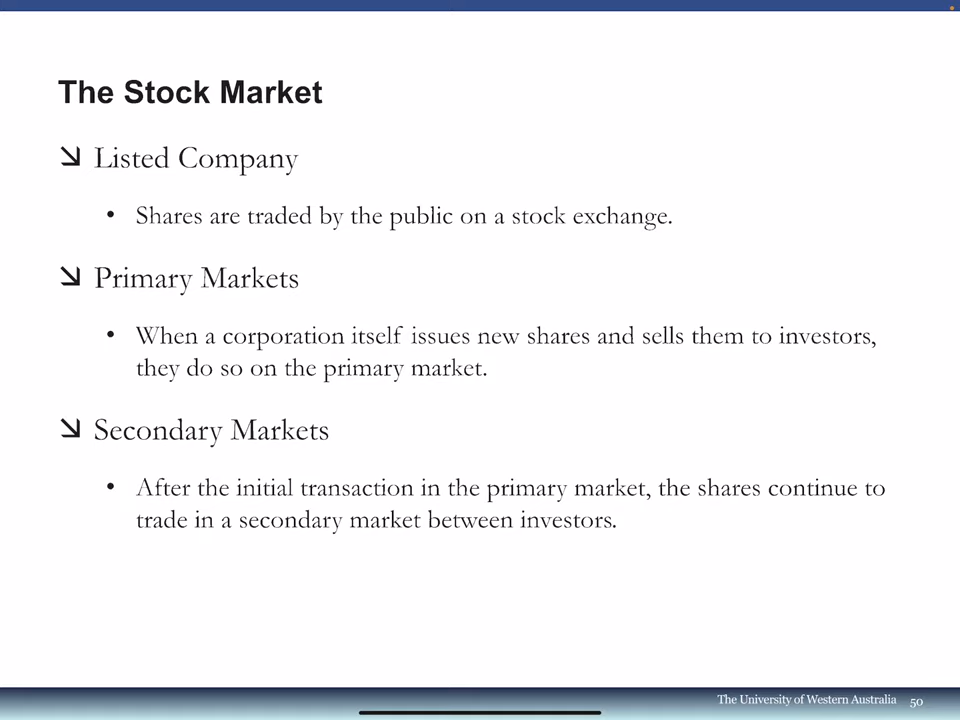 The Stock Market
Listed Company
• Shares are traded by the public on a stock exchange.
Primary Markets
• When a corporation itself issues new shares and sells them to investors,
they do so on the primary market.
Secondary Markets
• After the initial transaction in the primary market, the shares continue to
trade in a secondary market between investors.
The University of Western Australia 50